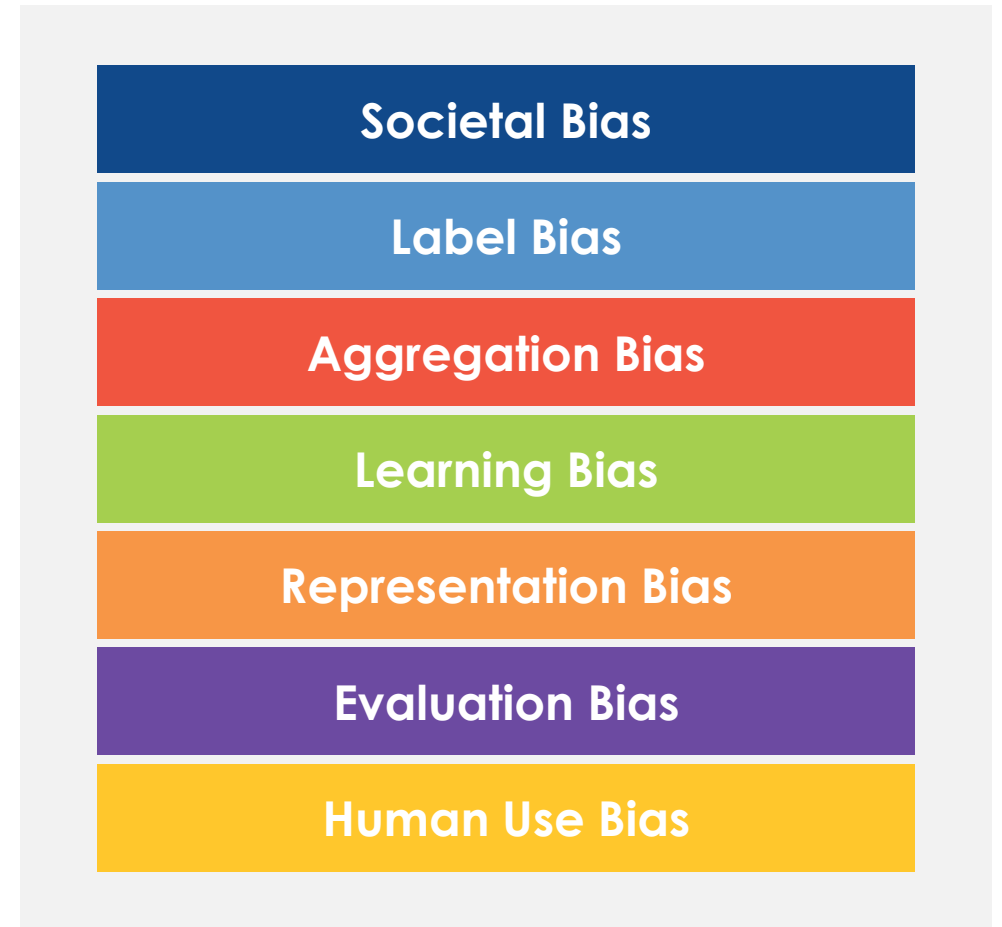 Societal Bias
Label Bias
Aggregation Bias
Learning Bias
Representation Bias
Evaluation Bias
Human Use Bias